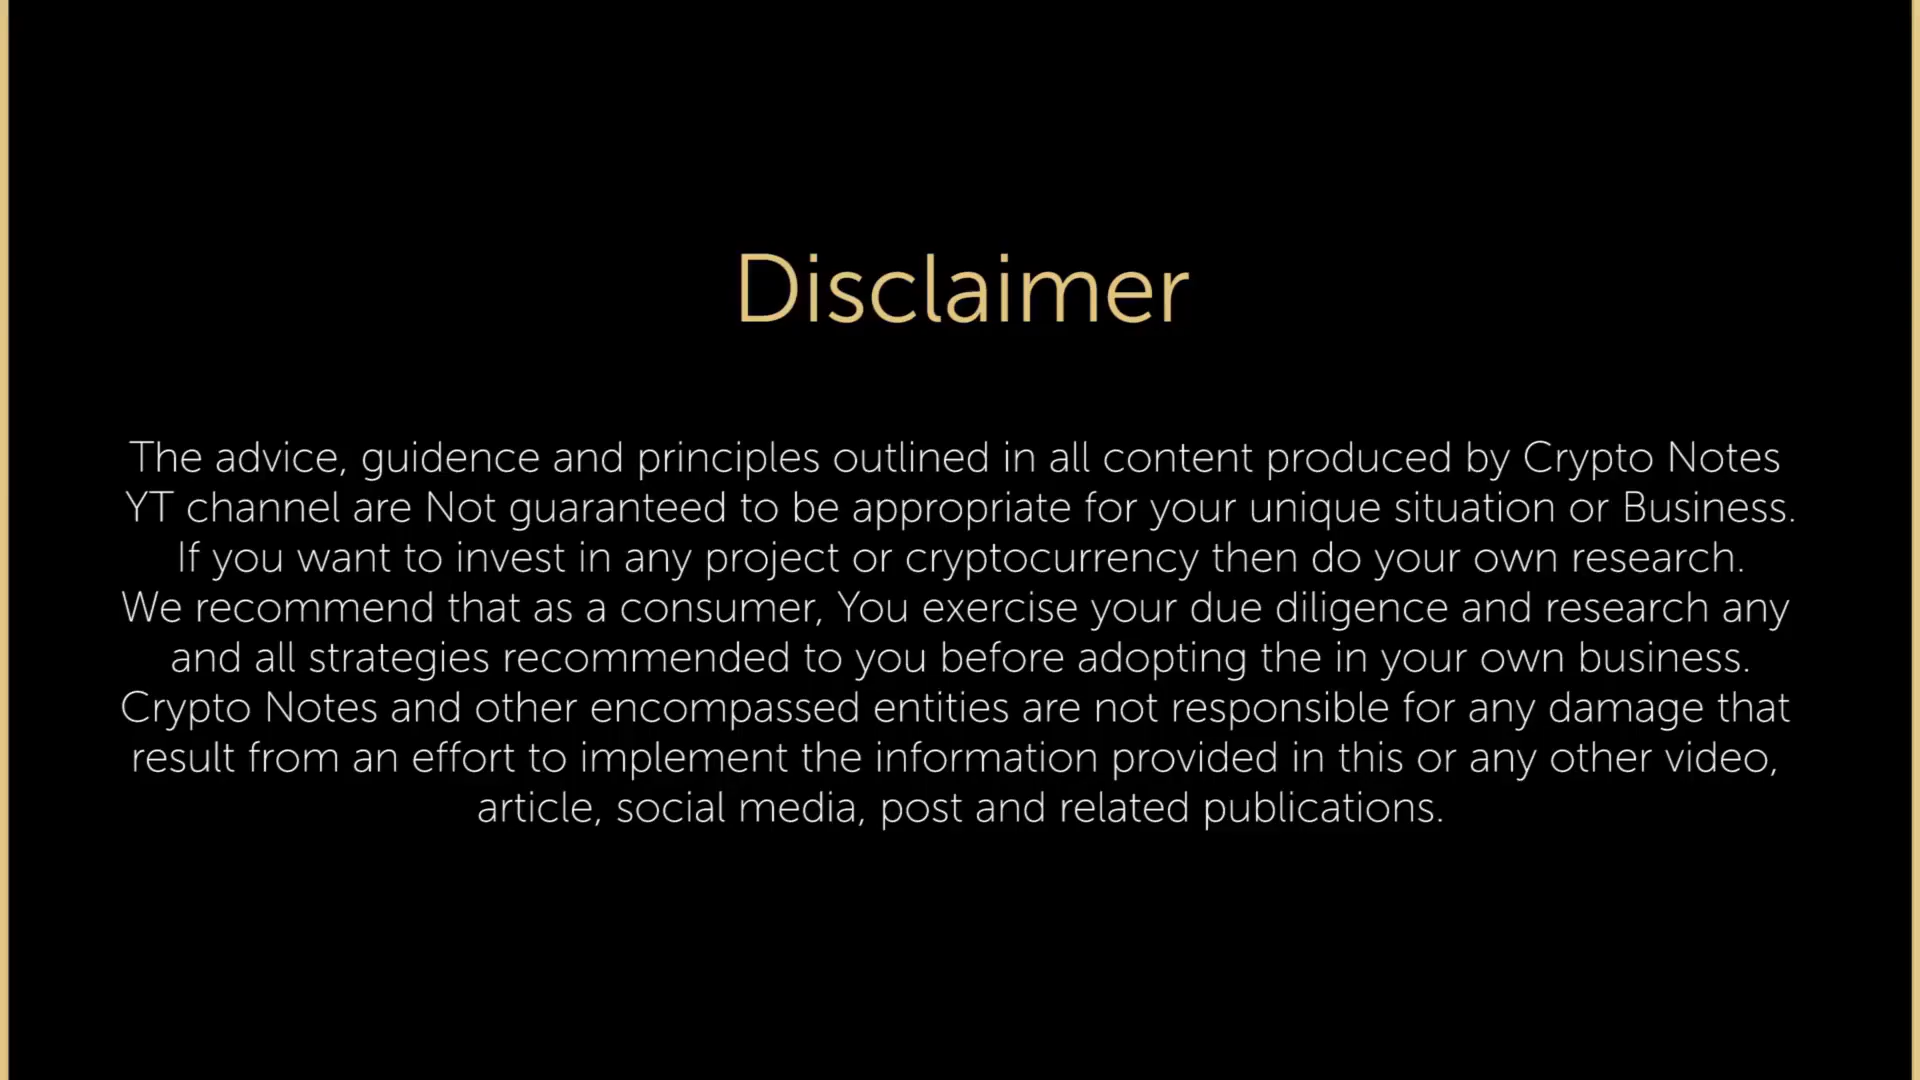 Disclaimer
The advice, guidence and principles outlined in all content produced by Crypto Notes
YT channel are Not guaranteed to be appropriate for your unique situation or Business.
If you want to invest in any project or cryptocurrency then do your own research.
We recommend that as a consumer, You exercise your due diligence and research any
and all strategies recommended to you before adopting the in your own business.
Crypto Notes and other encompassed entities are not responsible for any damage that
result from an effort to implement the information provided in this or any other video,
article, social media, post and related publications.